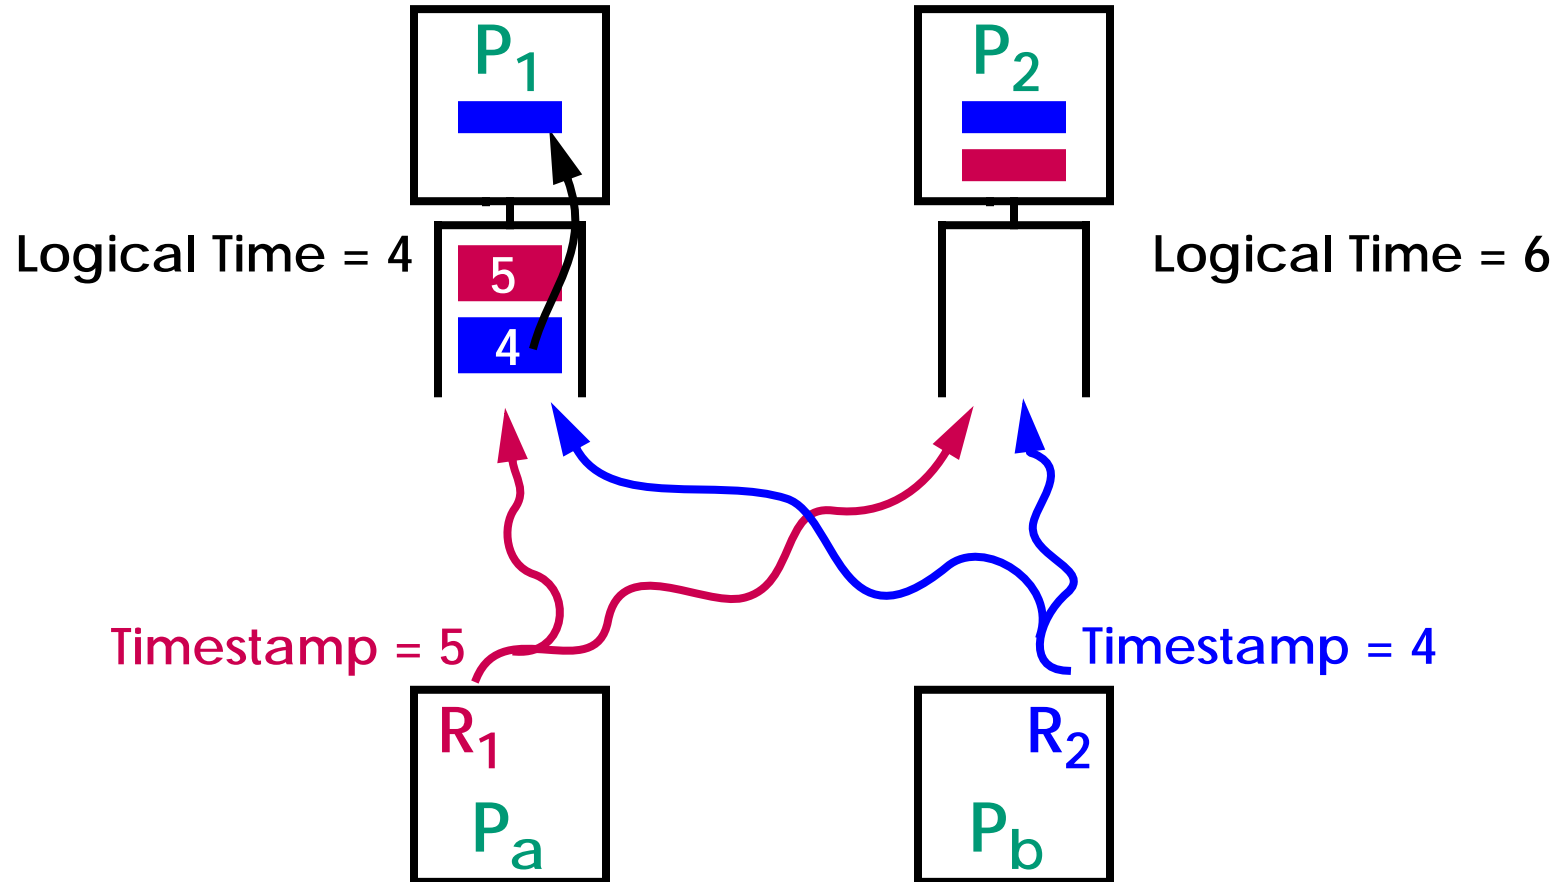 P1
P2
Logical Time = 4
5
4
Logical Time = 6
Timestamp = 5
Timestamp = 4
R1
Pa
R2
Pb